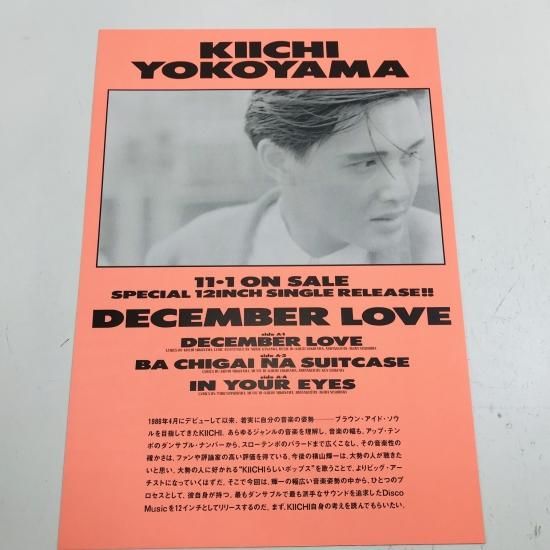 KIICHI
YOKOYAMA
11・1 ON SALE
SPECIAL 12INCH SINGLE RELEASE!!
DECEMBER LOVE
side A-1
DECEMBER LOVE
side A-2
BA CHIGAI NA SUITCASE
side A-A
IN YOUR EYES
1986年4月にデビューして以来、着実に自分の音楽の姿勢———ブラウン・アイド・ソウ
ルを目指してきたKIICHI。あらゆるジャンルの音楽を理解し、音楽の幅も、アップ・テン
ポのダンサブル・ナンバーから、スローテンポのバラードまで広くこなし、その音楽性の
確かさは、ファンや評論家の高い評価を得ている。今後の横山輝一は、大勢の人が聴き
たいと思い、大勢の人に好かれる“KIICHIらしいポップス”を歌うことで、よりビッグ・アー
チストになっていくはずだ。そこで今回は、輝一の幅広い音楽姿勢の中から、ひとつのプ
ロセスとして、彼自身が持つ、最もダンサブルで最も派手なサウンドを追求したDisco
Musicを12インチとしてリリースするのだ。まず、KIICHI自身の考えを読んでもらいたい。